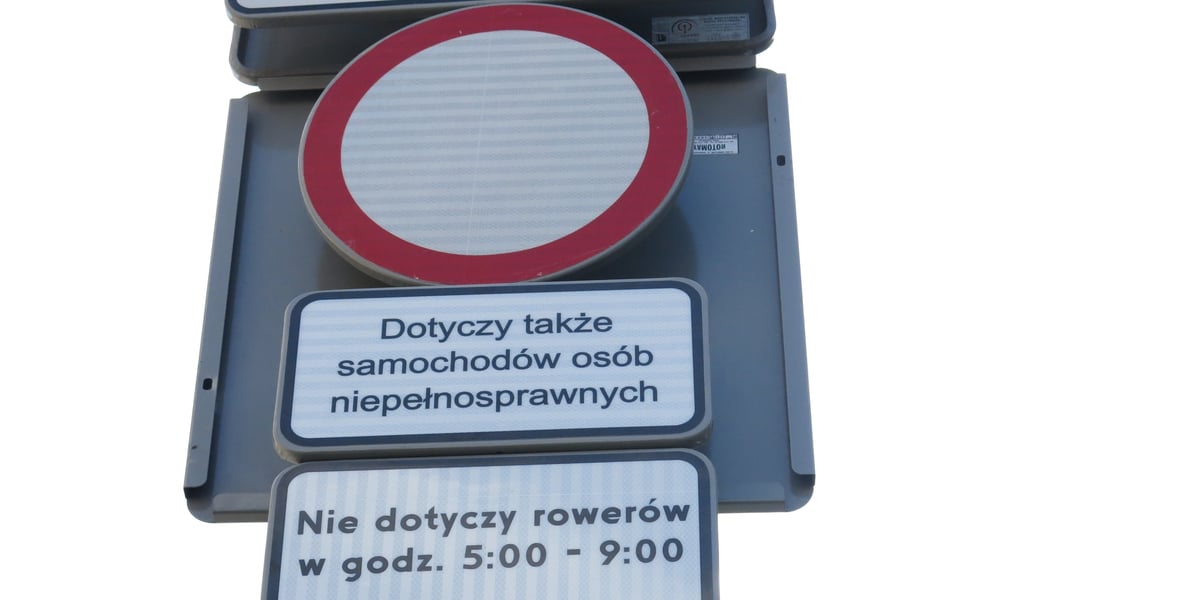 Dotyczy także
samochodów osób
niepełnosprawnych
Nie dotyczy rowerów
w godz. 5:00 - 9:00